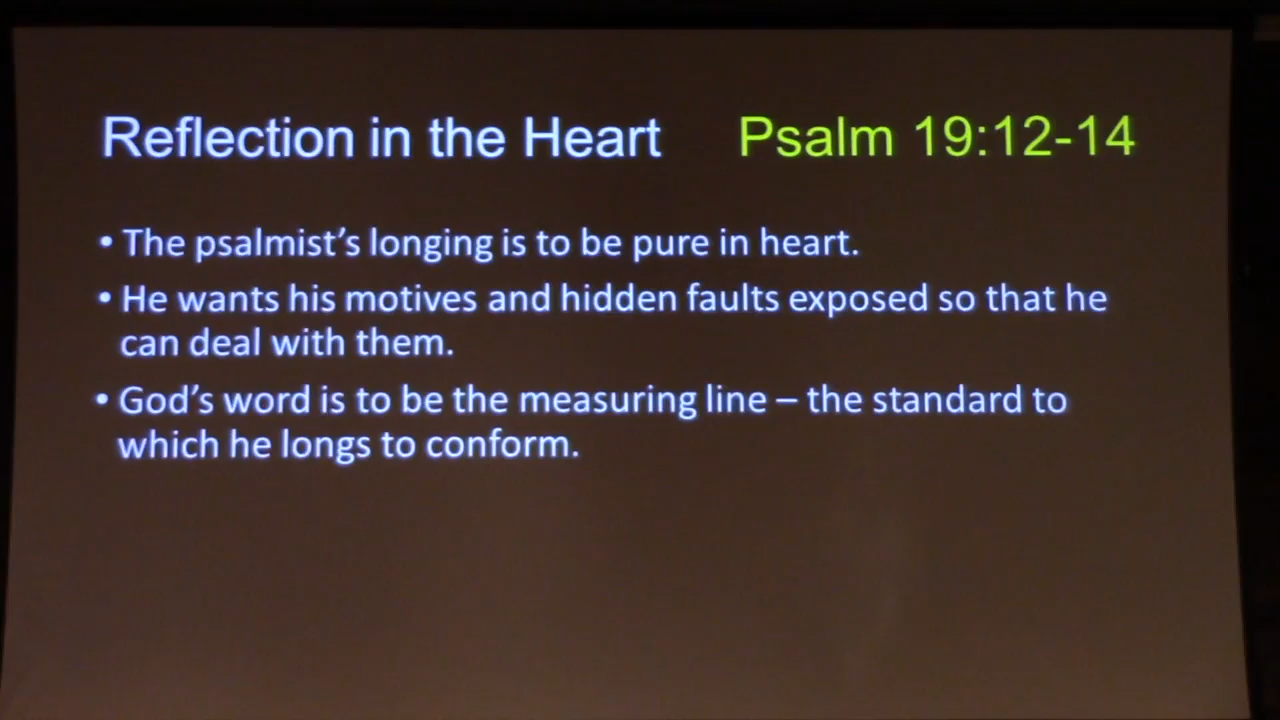 Reflection in the Heart Psalm 19:12-14
• The psalmist’s longing is to be pure in heart.
• He wants his motives and hidden faults exposed so that he
can deal with them.
• God’s word is to be the measuring line – the standard to
which he longs to conform.